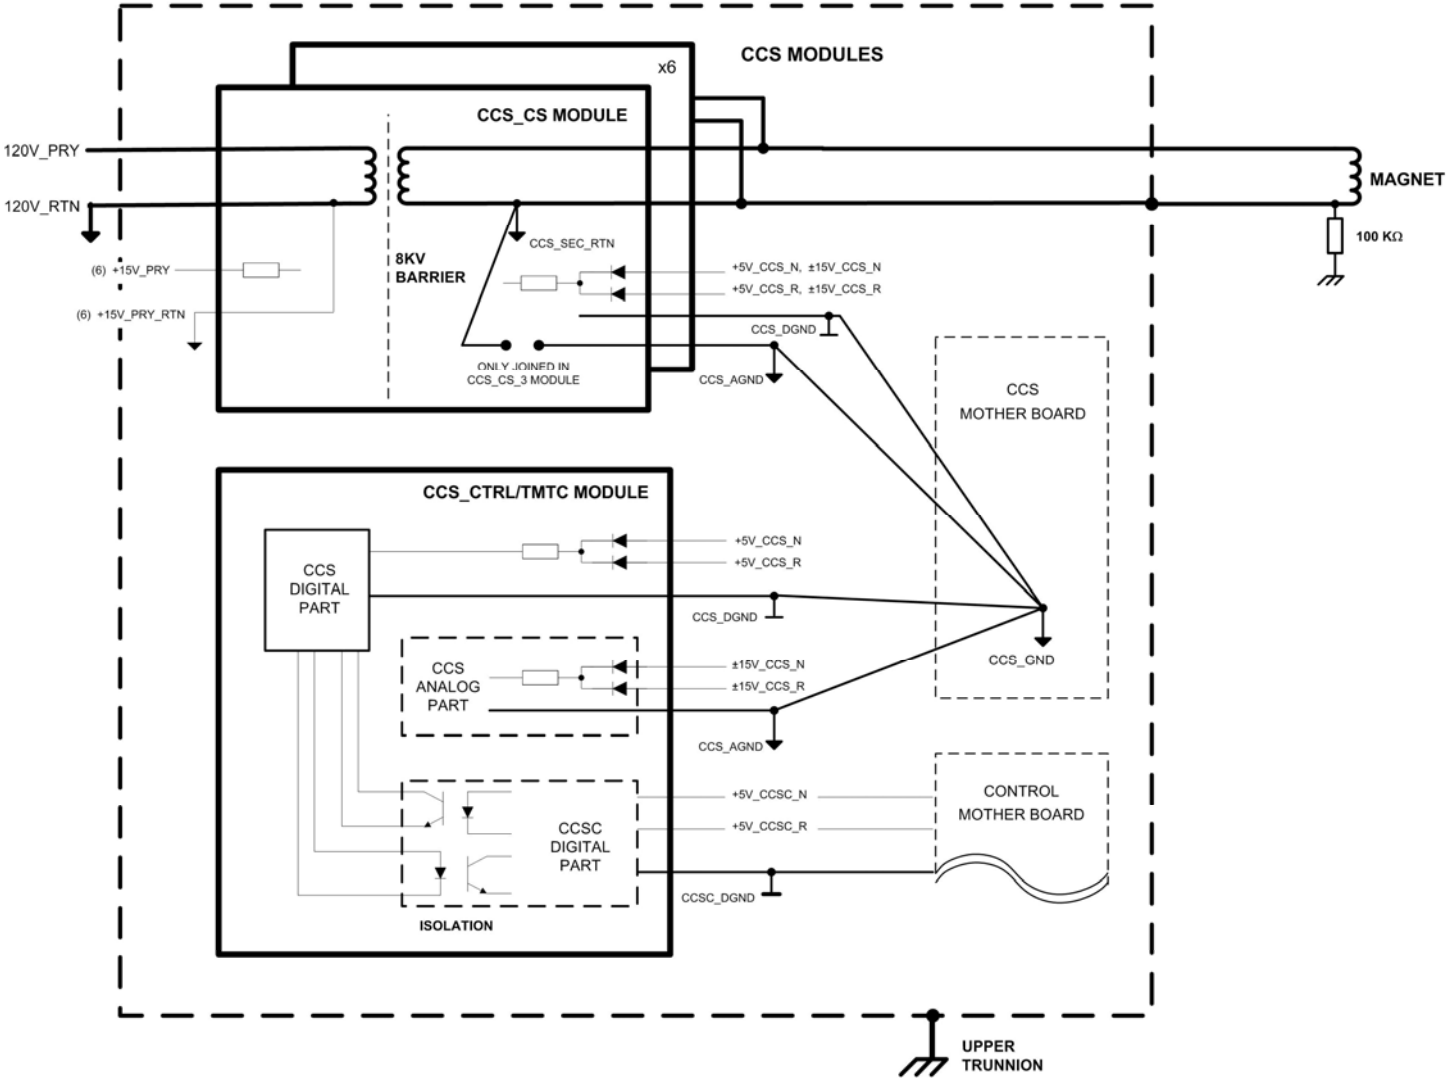 CCS MODULES
x6
CCS_CS MODULE
120V_PRY
MAGNET
120V_RTN
100 KΩ
CCS_SEC_RTN
8KV
BARRIER
(6) +15V_PRY
+5V_CCS_N, ±15V_CCS_N
+5V_CCS_R, ±15V_CCS_R
(6) +15V_PRY_RTN
CCS_DGND
ONLY JOINED IN
CCS_CS_3 MODULE
CCS_AGND
CCS
MOTHER BOARD
CCS_CTRL/TMTC MODULE
+5V_CCS_N
+5V_CCS_R
CCS
DIGITAL
PART
CCS_DGND
CCS
ANALOG
PART
±15V_CCS_N
±15V_CCS_R
CCS_GND
CCS_AGND
+5V_CCSC_N
+5V_CCSC_R
CONTROL
MOTHER BOARD
CCSC
DIGITAL
PART
CCSC_DGND
ISOLATION
UPPER
TRUNNION